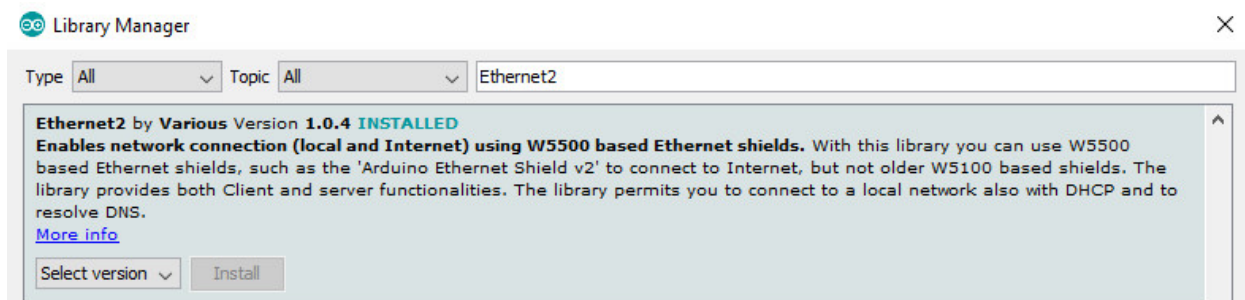 Library Manager
Type All Topic All Ethernet2
Ethernet2 by Various Version 1.0.4 INSTALLED
Enables network connection (local and Internet) using W5500 based Ethernet shields. With this library you can use W5500
based Ethernet shields, such as the 'Arduino Ethernet Shield v2' to connect to Internet, but not older W5100 based shields. The
library provides both Client and server functionalities. The library permits you to connect to a local network also with DHCP and to
resolve DNS.
More info
Select version Install